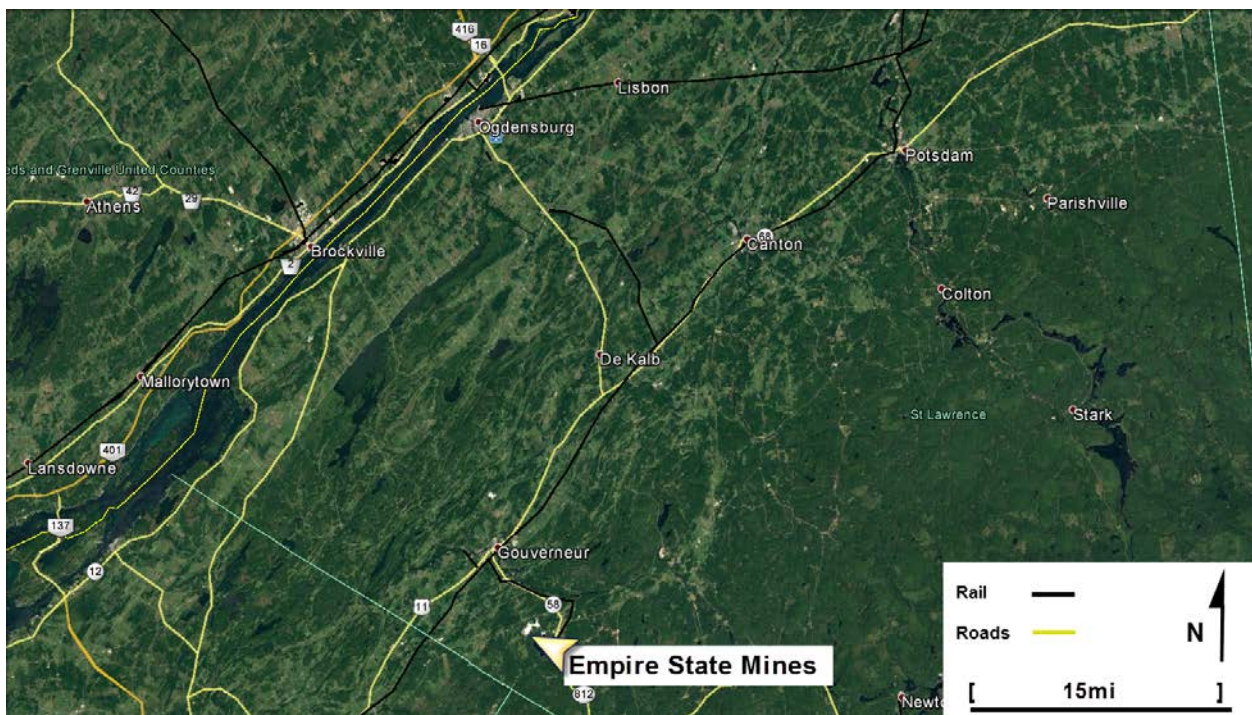 416
16
Lisbon
Ogdensburg
Potsdam
eds and Grenville United Counties
42
29
Athens
Parishville
68
Canton
Brockville
2
Colton
De Kalb
Mallorytown
St Lawrence
Stark
401
Lansdowne
137
Gouverneur
12
11
58
Empire State Mines
812
Newto
Rail
Roads
N
[ 15mi ]